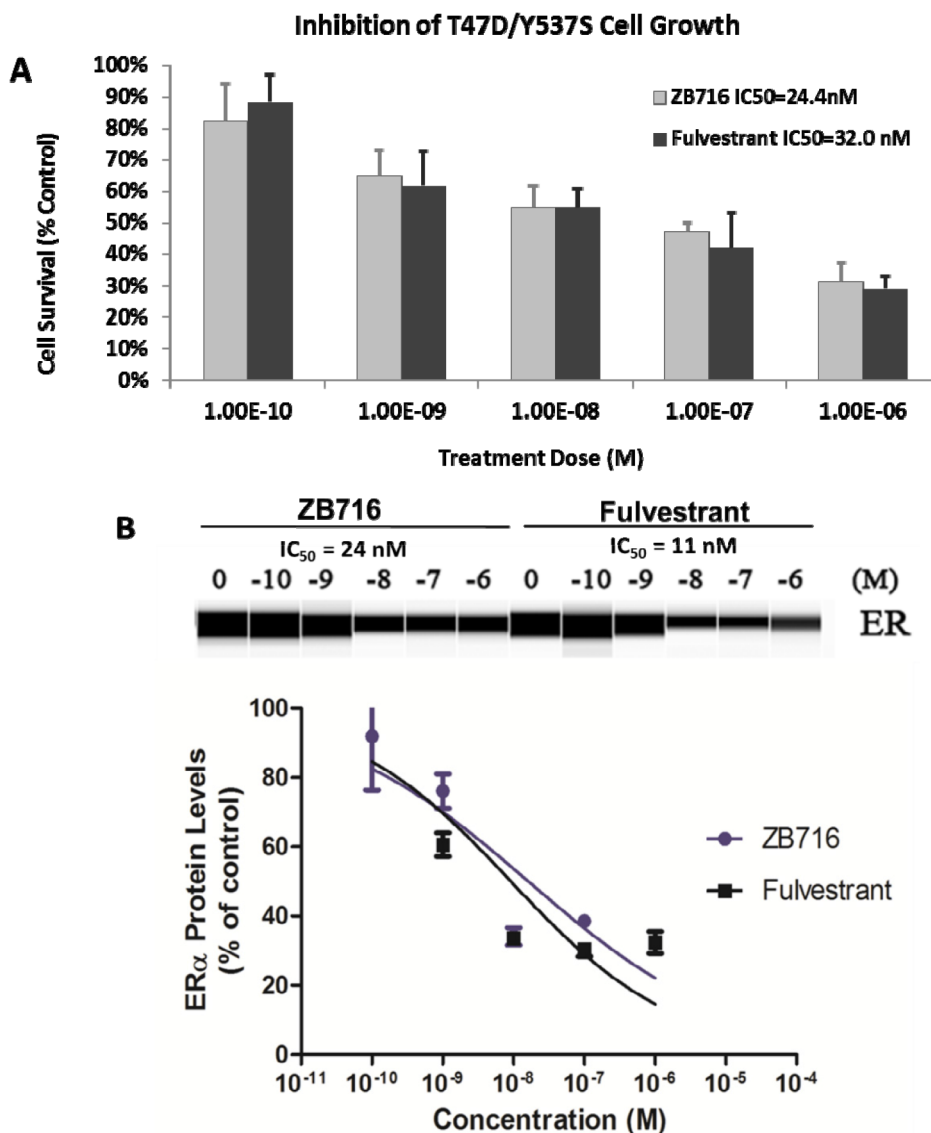 Inhibition of T47D/Y537S Cell Growth
A
100%
90%
80%
70%
60%
50%
40%
30%
20%
10%
0%
Cell Survival (% Control)
ZB716 IC50=24.4nM
Fulvestrant IC50=32.0 nM
1.00E-10 1.00E-09 1.00E-08 1.00E-07 1.00E-06
Treatment Dose (M)
B
ZB716 Fulvestrant
IC50 = 24 nM IC50 = 11 nM
0 -10 -9 -8 -7 -6 0 -10 -9 -8 -7 -6 (M)
ER
100
80
60
40
20
0
ERα Protein Levels
(% of control)
ZB716
Fulvestrant
10-11 10-10 10-9 10-8 10-7 10-6 10-5 10-4
Concentration (M)